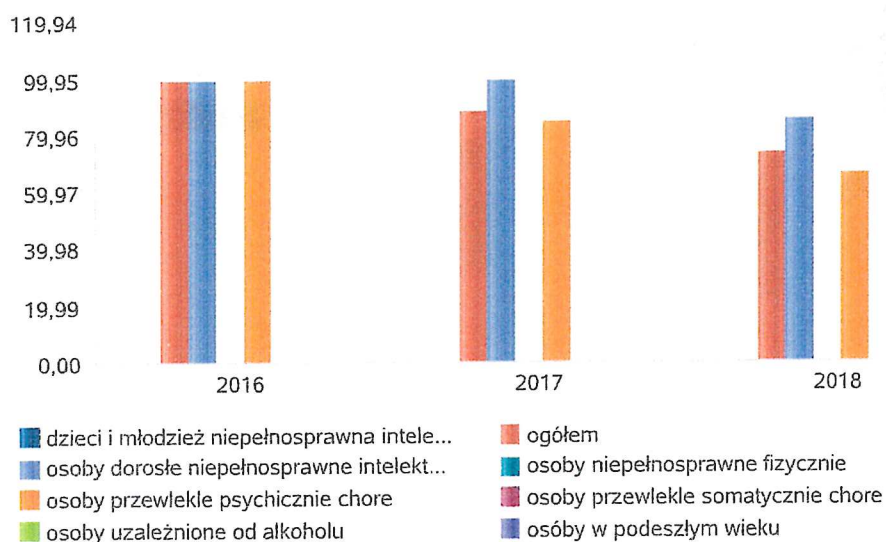 119,94
99,95
79,96
59,97
39,98
19,99
0,00
2016 2017 2018
dzieci i młodzież niepełnosprawna intele... ogółem
osoby dorosłe niepełnosprawne intelekt... osoby niepełnosprawne fizycznie
osoby przewlekle psychicznie chore osoby przewlekle somatycznie chore
osoby uzależnione od alkoholu osóby w podeszłym wieku